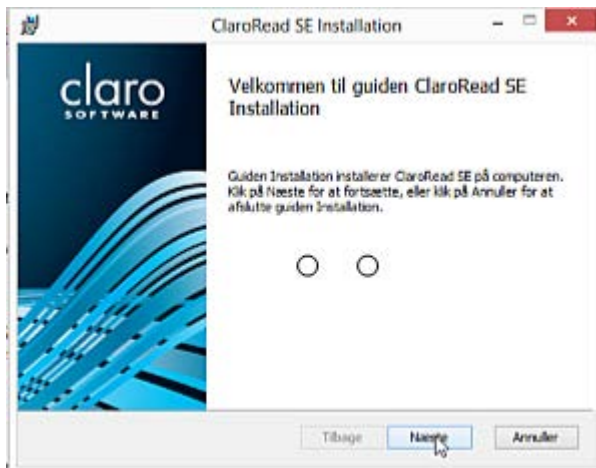 ClaroRead SE Installation
claro
SOFTWARE
Velkommen til guiden ClaroRead SE
Installation
Guiden Installation installerer ClaroRead SE på computeren.
Klik på Næste for at fortsætte, eller klik på Annuller for at
afslutte guiden Installation.
Tilbage Næste Annuller